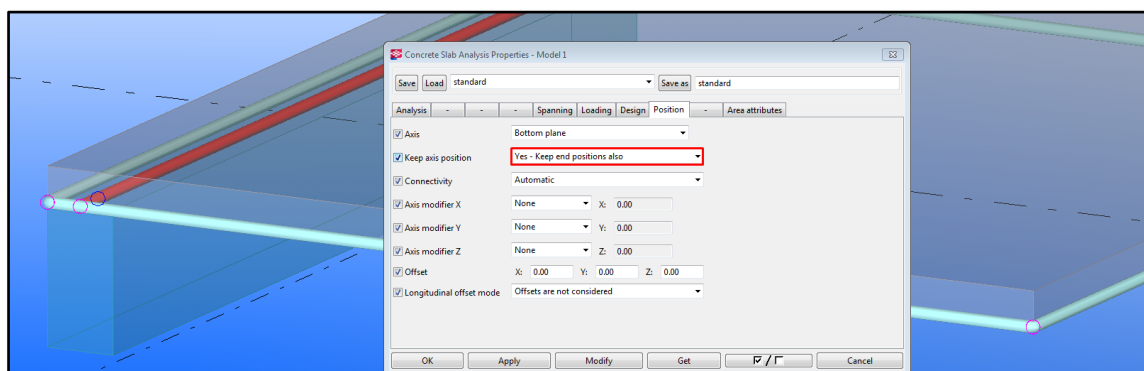 Concrete Slab Analysis Properties - Model 1
Save Load standard Save as standard
Analysis - - - Spanning Loading Design Position - Area attributes
Axis Bottom plane
Keep axis position Yes - Keep end positions also
Connectivity Automatic
Axis modifier X None X: 0.00
Axis modifier Y None Y: 0.00
Axis modifier Z None Z: 0.00
Offset X: 0.00 Y: 0.00 Z: 0.00
Longitudinal offset mode Offsets are not considered
OK Apply Modify Get / Cancel